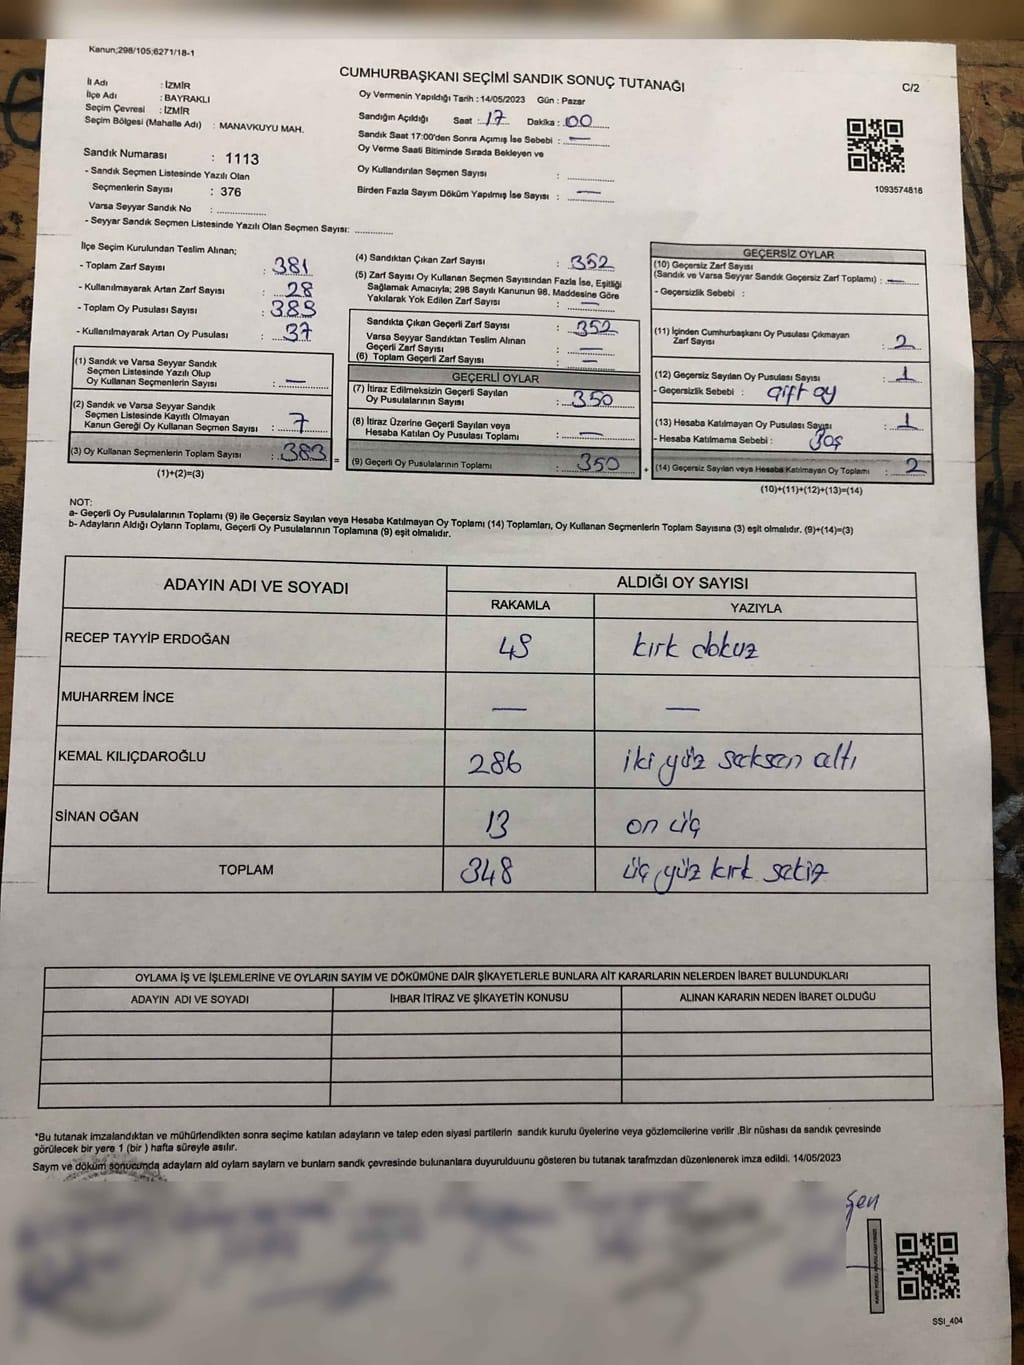 Kanun;298/105;6271/18-1
CUMHURBAŞKANI SEÇİMİ SANDIK SONUÇ TUTANAĞI
C/2
İl Adı : İZMİR
İlçe Adı : BAYRAKLI
Seçim Çevresi : İZMİR
Seçim Bölgesi (Mahalle Adı) : MANAVKUYU MAH.
Sandık Numarası : 1113
- Sandık Seçmen Listesinde Yazılı Olan
Seçmenlerin Sayısı : 376
Varsa Seyyar Sandık No :
- Seyyar Sandık Seçmen Listesinde Yazılı Olan Seçmen Sayısı:
Oy Vermenin Yapıldığı Tarih : 14/05/2023 Gün : Pazar
Sandığın Açıldığı Saat : 17 Dakika : 00
Sandık Saat 17:00'den Sonra Açımış İse Sebebi : —
Oy Verme Saati Bitiminde Sırada Bekleyen ve
Oy Kullandırılan Seçmen Sayısı :
Birden Fazla Sayım Döküm Yapılmış İse Sayısı : —
1093574816
İlçe Seçim Kurulundan Teslim Alınan;
- Toplam Zarf Sayısı : 381
- Kullanılmayarak Artan Zarf Sayısı : 28
- Toplam Oy Pusulası Sayısı : 389
- Kullanılmayarak Artan Oy Pusulası : 37
(1) Sandık ve Varsa Seyyar Sandık
Seçmen Listesinde Yazılı Olup
Oy Kullanan Seçmenlerin Sayısı : —
(2) Sandık ve Varsa Seyyar Sandık
Seçmen Listesinde Kayıtlı Olmayan
Kanun Gereği Oy Kullanan Seçmen Sayısı : 7
(3) Oy Kullanan Seçmenlerin Toplam Sayısı : 383 =
(1)+(2)=(3)
(4) Sandıktan Çıkan Zarf Sayısı : 352
(5) Zarf Sayısı Oy Kullanan Seçmen Sayısından Fazla İse, Eşitliği
Sağlamak Amacıyla; 298 Sayılı Kanunun 98. Maddesine Göre
Yakılarak Yok Edilen Zarf Sayısı : —
Sandıkta Çıkan Geçerli Zarf Sayısı : 352
Varsa Seyyar Sandıktan Teslim Alınan
Geçerli Zarf Sayısı : —
(6) Toplam Geçerli Zarf Sayısı : —
GEÇERLİ OYLAR
(7) İtiraz Edilmeksizin Geçerli Sayılan
Oy Pusulalarının Sayısı : 350
(8) İtiraz Üzerine Geçerli Sayılan veya
Hesaba Katılan Oy Pusulası Toplamı : —
(9) Geçerli Oy Pusulalarının Toplamı : 350 +
GEÇERSİZ OYLAR
(10) Geçersiz Zarf Sayısı
(Sandık ve Varsa Seyyar Sandık Geçersiz Zarf Toplamı) : —
- Geçersizlik Sebebi :
(11) İçinden Cumhurbaşkanı Oy Pusulası Çıkmayan
Zarf Sayısı : 2
(12) Geçersiz Sayılan Oy Pusulası Sayısı : 1
- Geçersizlik Sebebi : çift oy
(13) Hesaba Katılmayan Oy Pusulası Sayısı : 1
- Hesaba Katılmama Sebebi : Boş
(14) Geçersiz Sayılan veya Hesaba Katılmayan Oy Toplamı : 2
(10)+(11)+(12)+(13)=(14)
NOT:
a- Geçerli Oy Pusulalarının Toplamı (9) ile Geçersiz Sayılan veya Hesaba Katılmayan Oy Toplamı (14) Toplamları, Oy Kullanan Seçmenlerin Toplam Sayısına (3) eşit olmalıdır. (9)+(14)=(3)
b- Adayların Aldığı Oyların Toplamı, Geçerli Oy Pusulalarının Toplamına (9) eşit olmalıdır.
ADAYIN ADI VE SOYADI ALDIĞI OY SAYISI
RAKAMLA YAZIYLA
RECEP TAYYİP ERDOĞAN 49 kırk dokuz
MUHARREM İNCE — —
KEMAL KILIÇDAROĞLU 286 iki yüz seksen altı
SİNAN OĞAN 13 on üç
TOPLAM 348 üç yüz kırk sekiz
OYLAMA İŞ VE İŞLEMLERİNE VE OYLARIN SAYIM VE DÖKÜMÜNE DAİR ŞİKAYETLERLE BUNLARA AİT KARARLARIN NELERDEN İBARET BULUNDUKLARI
ADAYIN ADI VE SOYADI İHBAR İTİRAZ VE ŞİKAYETİN KONUSU ALINAN KARARIN NEDEN İBARET OLDUĞU
*Bu tutanak imzalandıktan ve mühürlendikten sonra seçime katılan adayların ve talep eden siyasi partilerin sandık kurulu üyelerine veya gözlemcilerine verilir .Bir nüshası da sandık çevresinde
görülecek bir yere 1 (bir ) hafta süreyle asılır.
Saym ve döküm sonucunda adaylarn ald oylarn saylarn ve bunlarn sandk çevresinde bulunanlara duyurulduunu gösteren bu tutanak tarafmzdan düzenlenerek imza edildi. 14/05/2023
şen
SSI_404